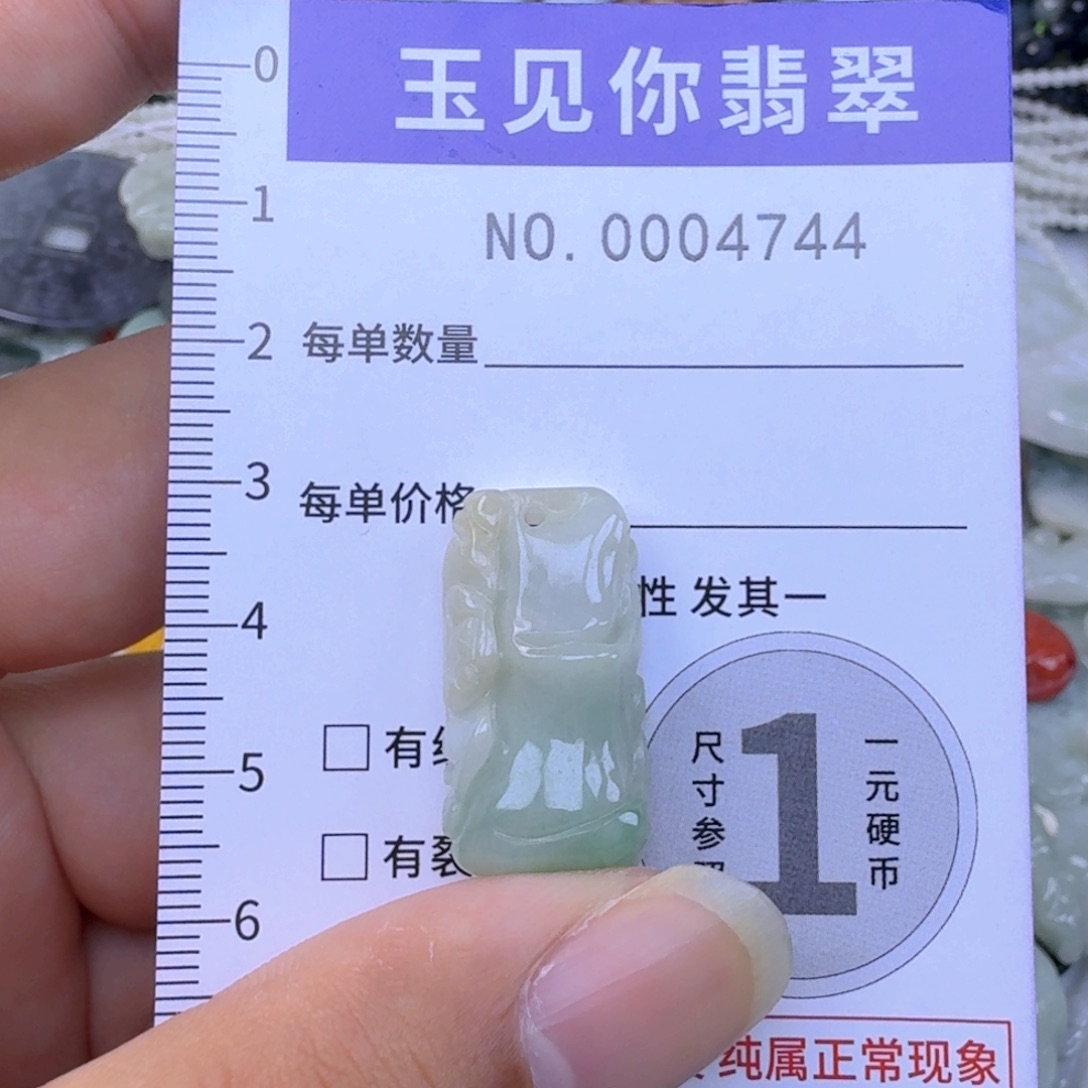 玉见你翡翠
NO.0004744
0
1
2
3
4
5
6
每单数量
每单价格
性 发其一
有
有裂
尺寸参
1
一元硬币
纯属正常现象